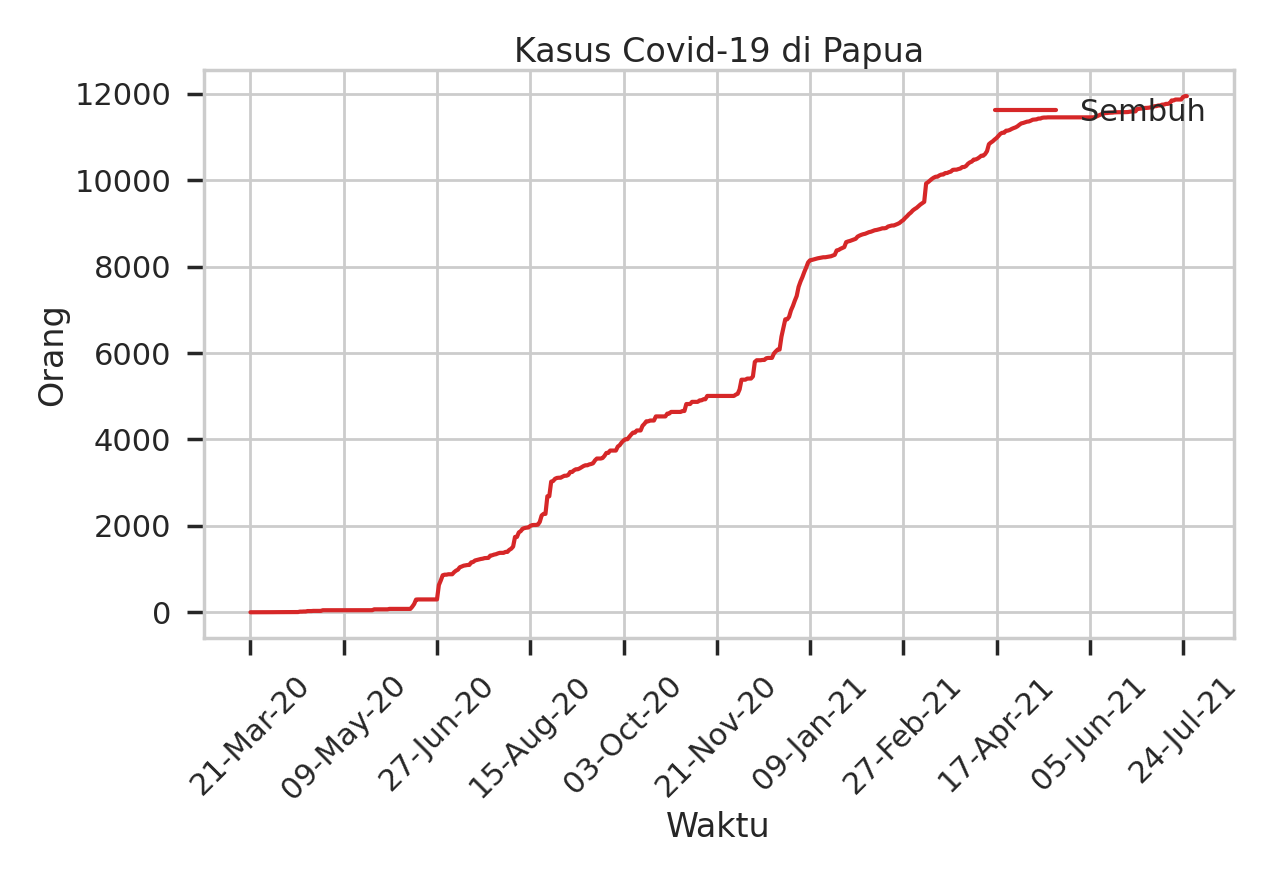 Kasus Covid-19 di Papua
Sembuh
Orang
12000
10000
8000
6000
4000
2000
0
21-Mar-20
09-May-20
27-Jun-20
15-Aug-20
03-Oct-20
21-Nov-20
09-Jan-21
27-Feb-21
17-Apr-21
05-Jun-21
24-Jul-21
Waktu